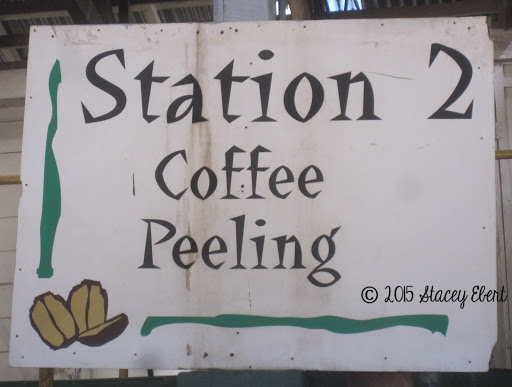 Station 2
Coffee
Peeling
© 2015 Stacey Ebert